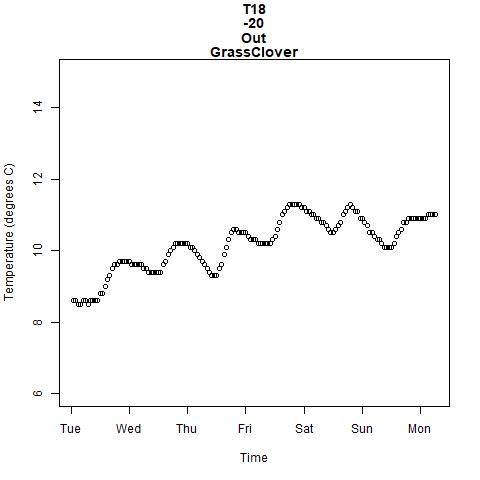 T18
-20
Out
GrassClover
Temperature (degrees C)
14
12
10
8
6
Tue Wed Thu Fri Sat Sun Mon
Time